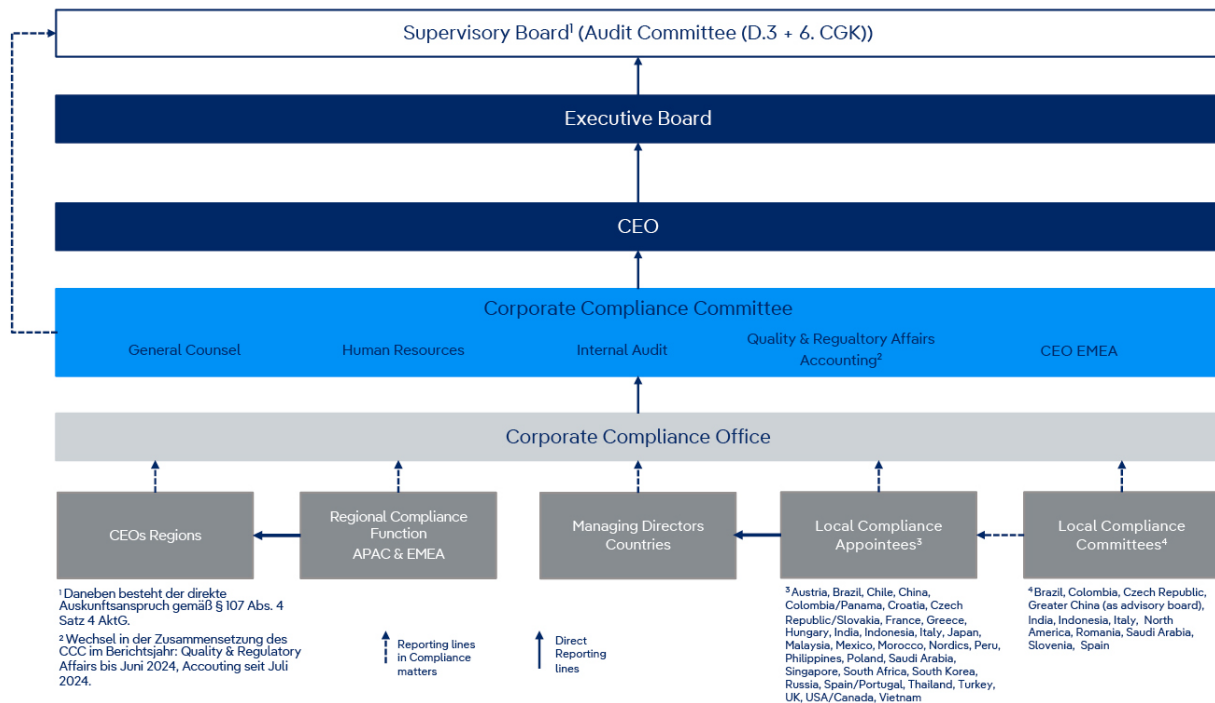 Supervisory Board¹ (Audit Committee (D.3 + 6. CGK))
Executive Board
CEO
Corporate Compliance Committee
General Counsel
Human Resources
Internal Audit
Quality & Regualtory Affairs
Accounting²
CEO EMEA
Corporate Compliance Office
CEOs Regions
Regional Compliance
Function
APAC & EMEA
Managing Directors
Countries
Local Compliance
Appointees³
Local Compliance
Committees⁴
¹ Daneben besteht der direkte
Auskunftsanspruch gemäß § 107 Abs. 4
Satz 4 AktG.
² Wechsel in der Zusammensetzung des
CCC im Berichtsjahr: Quality & Regulatory
Affairs bis Juni 2024, Accouting seit Juli
2024.
Reporting lines
in Compliance
matters
Direct
Reporting
lines
³ Austria, Brazil, Chile, China,
Colombia/Panama, Croatia, Czech
Republic/Slovakia, France, Greece,
Hungary, India, Indonesia, Italy, Japan,
Malaysia, Mexico, Morocco, Nordics, Peru,
Philippines, Poland, Saudi Arabia,
Singapore, South Africa, South Korea,
Russia, Spain/Portugal, Thailand, Turkey,
UK, USA/Canada, Vietnam
⁴ Brazil, Colombia, Czech Republic,
Greater China (as advisory board),
India, Indonesia, Italy, North
America, Romania, Saudi Arabia,
Slovenia, Spain